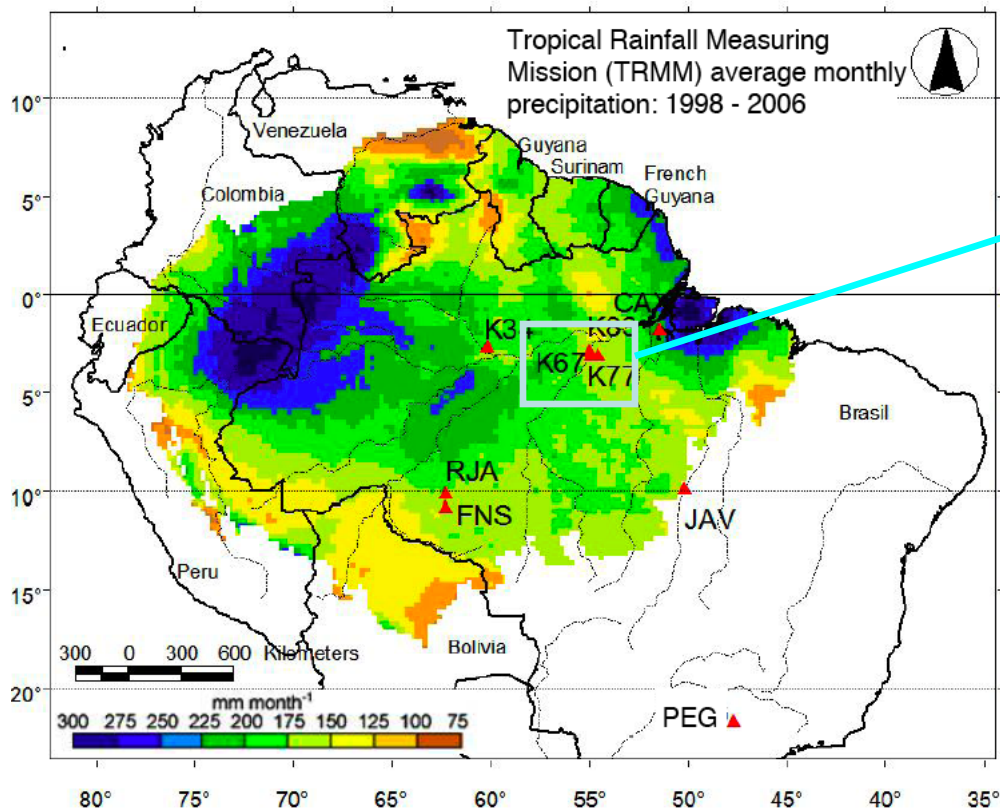 Tropical Rainfall Measuring
Mission (TRMM) average monthly
precipitation: 1998 - 2006
10°
Venezuela
Guyana
Surinam
French
Guyana
Colombia
5°
0°
CAX
Ecuador
K34
K83
K67
K77
5°
Brasil
RJA
10°
FNS
JAV
Peru
15°
Bolivia
300 0 300 600 Kilometers
20°
mm month-1
PEG
300 275 250 225 200 175 150 125 100 75
80° 75° 70° 65° 60° 55° 50° 45° 40° 35°